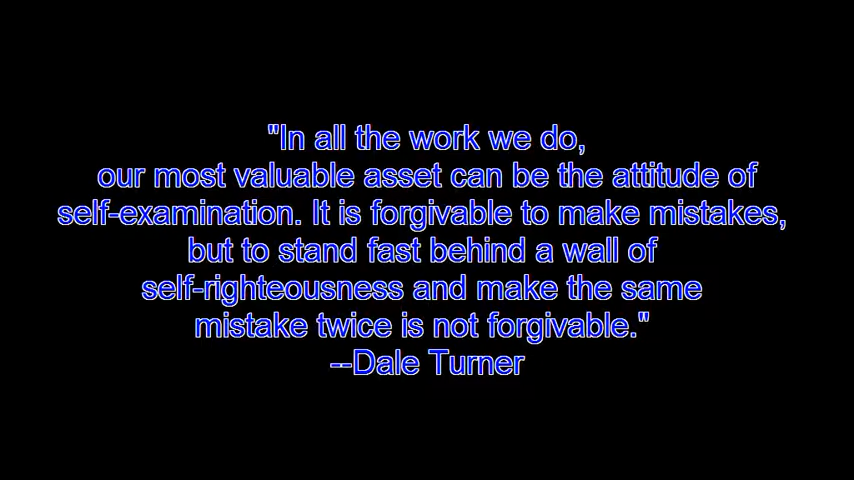 "In all the work we do,
our most valuable asset can be the attitude of
self-examination. It is forgivable to make mistakes,
but to stand fast behind a wall of
self-righteousness and make the same
mistake twice is not forgivable."
--Dale Turner